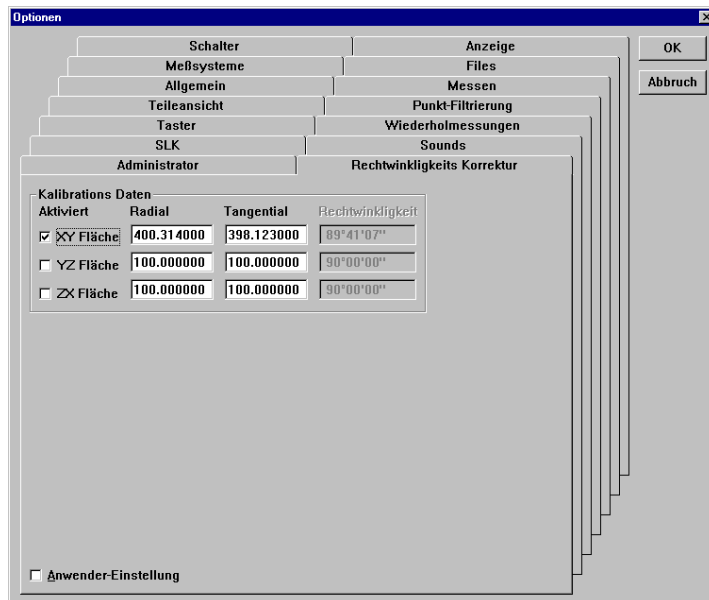 Optionen
Schalter Anzeige OK
Meßsysteme Files
Allgemein Messen Abbruch
Teileansicht Punkt-Filtrierung
Taster Wiederholmessungen
SLK Sounds
Administrator Rechtwinkligkeits Korrektur
Kalibrations Daten
Aktiviert Radial Tangential Rechtwinkligkeit
XY Fläche 400.314000 398.123000 89°41'07"
YZ Fläche 100.000000 100.000000 90°00'00"
ZX Fläche 100.000000 100.000000 90°00'00"
Anwender-Einstellung